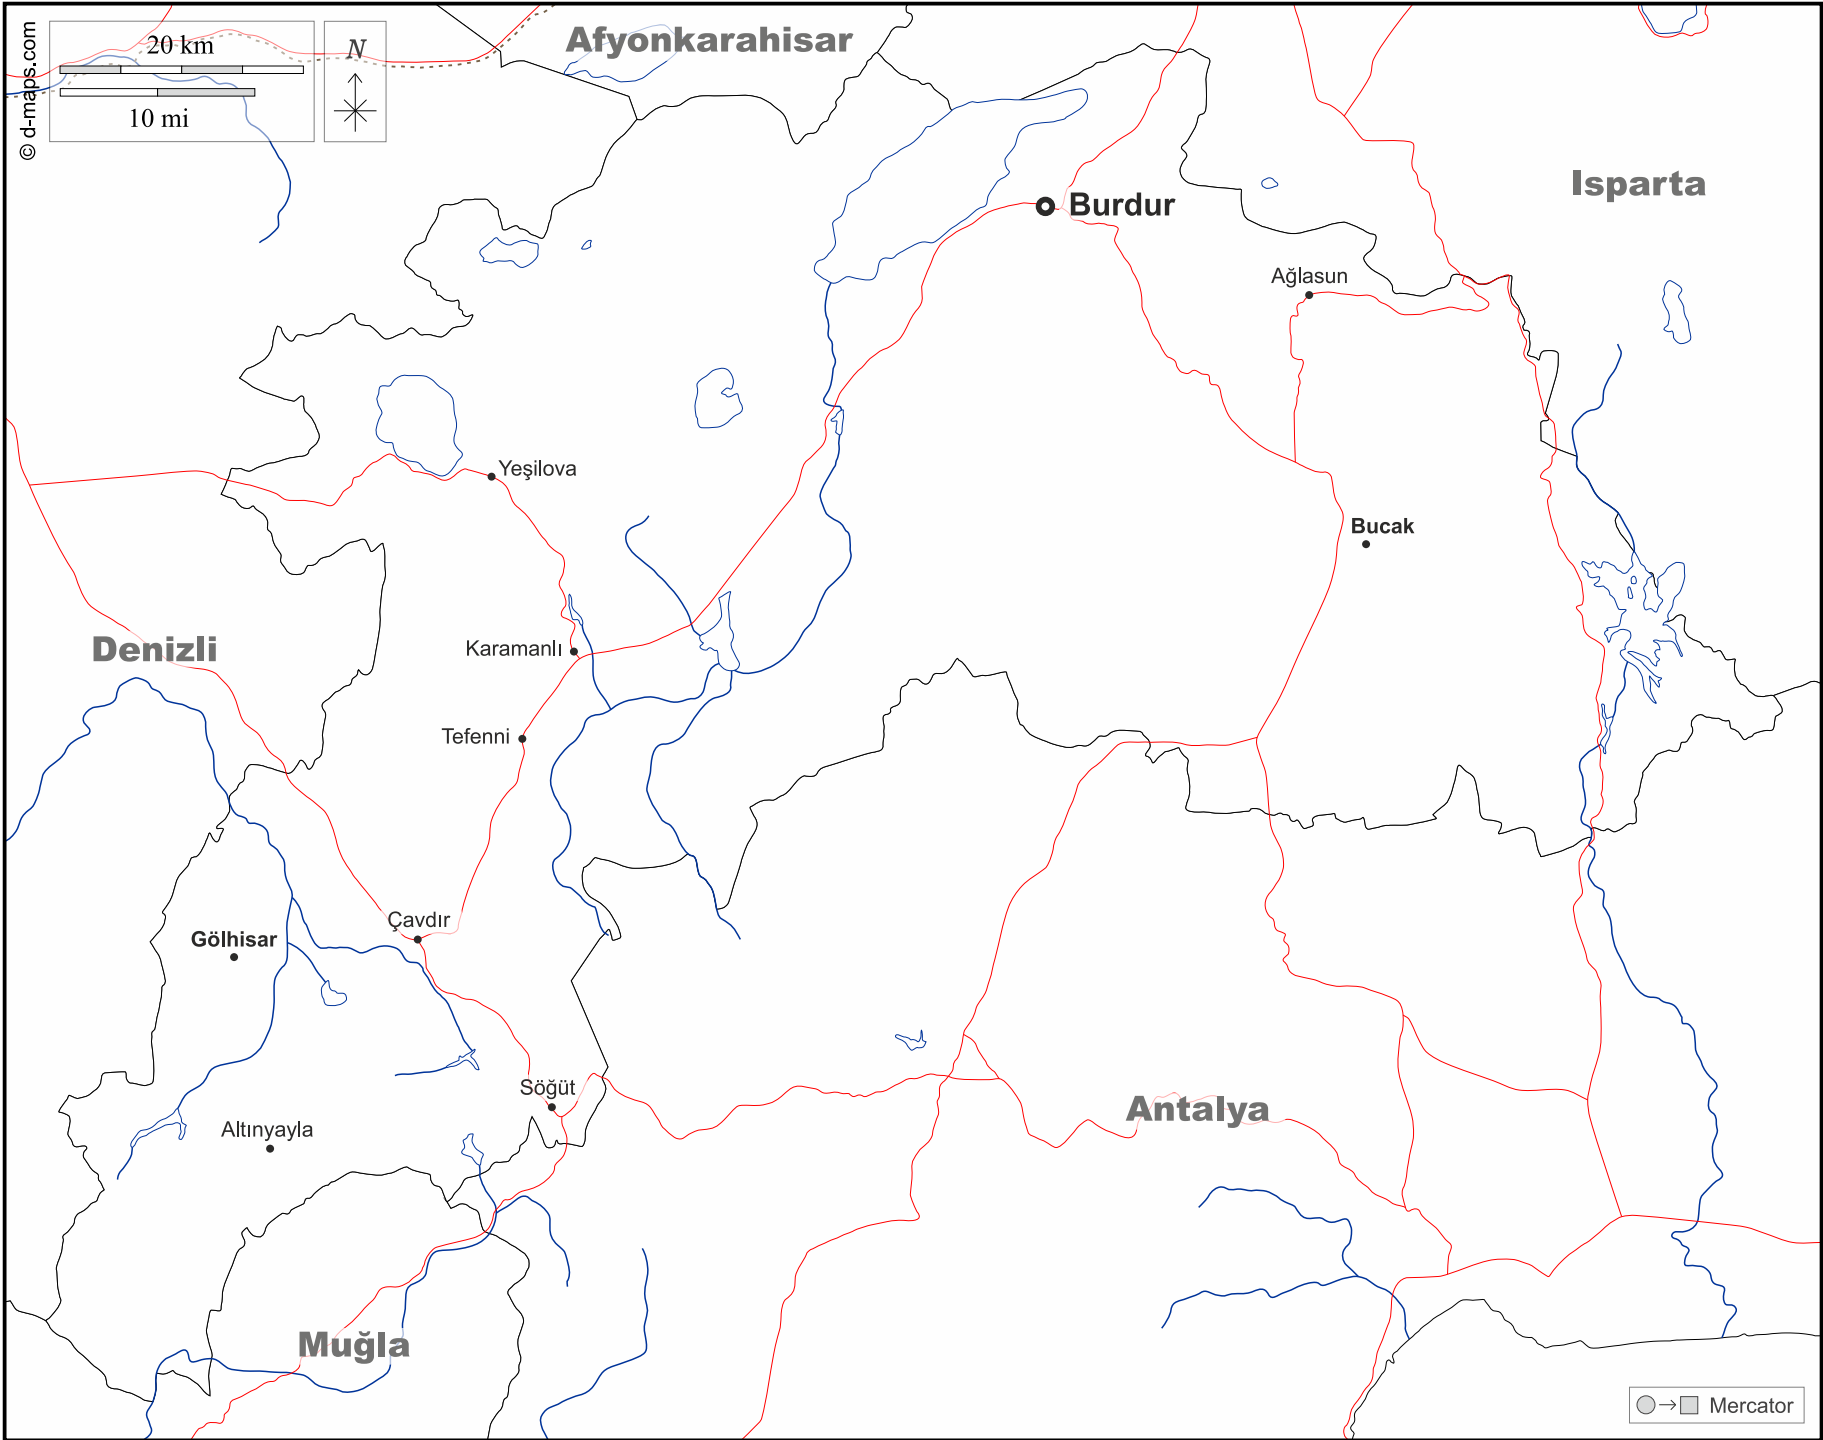 © d-maps.com
20 km
10 mi
N
Afyonkarahisar
Isparta
Burdur
Ağlasun
Yeşilova
Bucak
Denizli
Karamanlı
Tefenni
Çavdır
Gölhisar
Söğüt
Altınyayla
Antalya
Muğla
Mercator